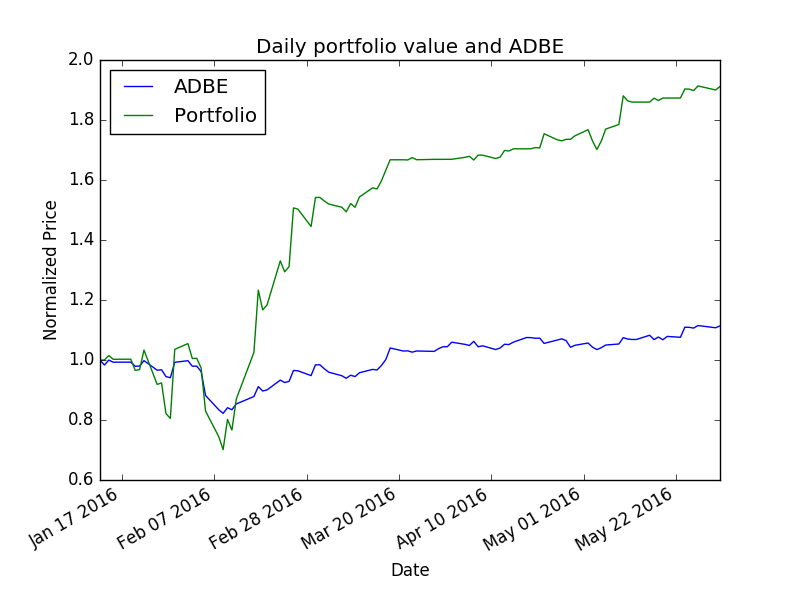 Daily portfolio value and ADBE
2.0
1.8
1.6
1.4
1.2
1.0
0.8
0.6
Normalized Price
ADBE
Portfolio
Jan 17 2016
Feb 07 2016
Feb 28 2016
Mar 20 2016
Apr 10 2016
May 01 2016
May 22 2016
Date